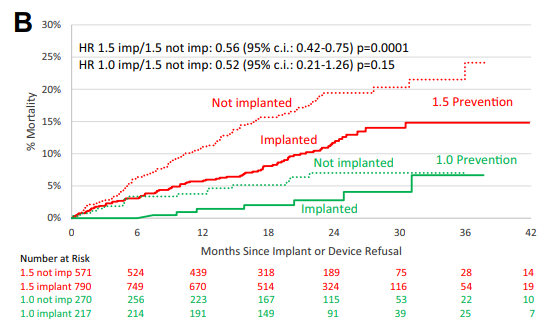 B
30%
25%
20%
15%
10%
5%
0%
% Mortality
HR 1.5 imp/1.5 not imp: 0.56 (95% c.i.: 0.42-0.75) p=0.0001
HR 1.0 imp/1.5 not imp: 0.52 (95% c.i.: 0.21-1.26) p=0.15
Not implanted
1.5 Prevention
Implanted
Not implanted
1.0 Prevention
Implanted
0 6 12 18 24 30 36 42
Months Since Implant or Device Refusal
Number at Risk
1.5 not imp 571 524 439 318 189 75 28 14
1.5 implant 790 749 670 514 324 116 54 19
1.0 not imp 270 256 223 167 115 53 22 10
1.0 implant 217 214 191 149 91 39 25 7